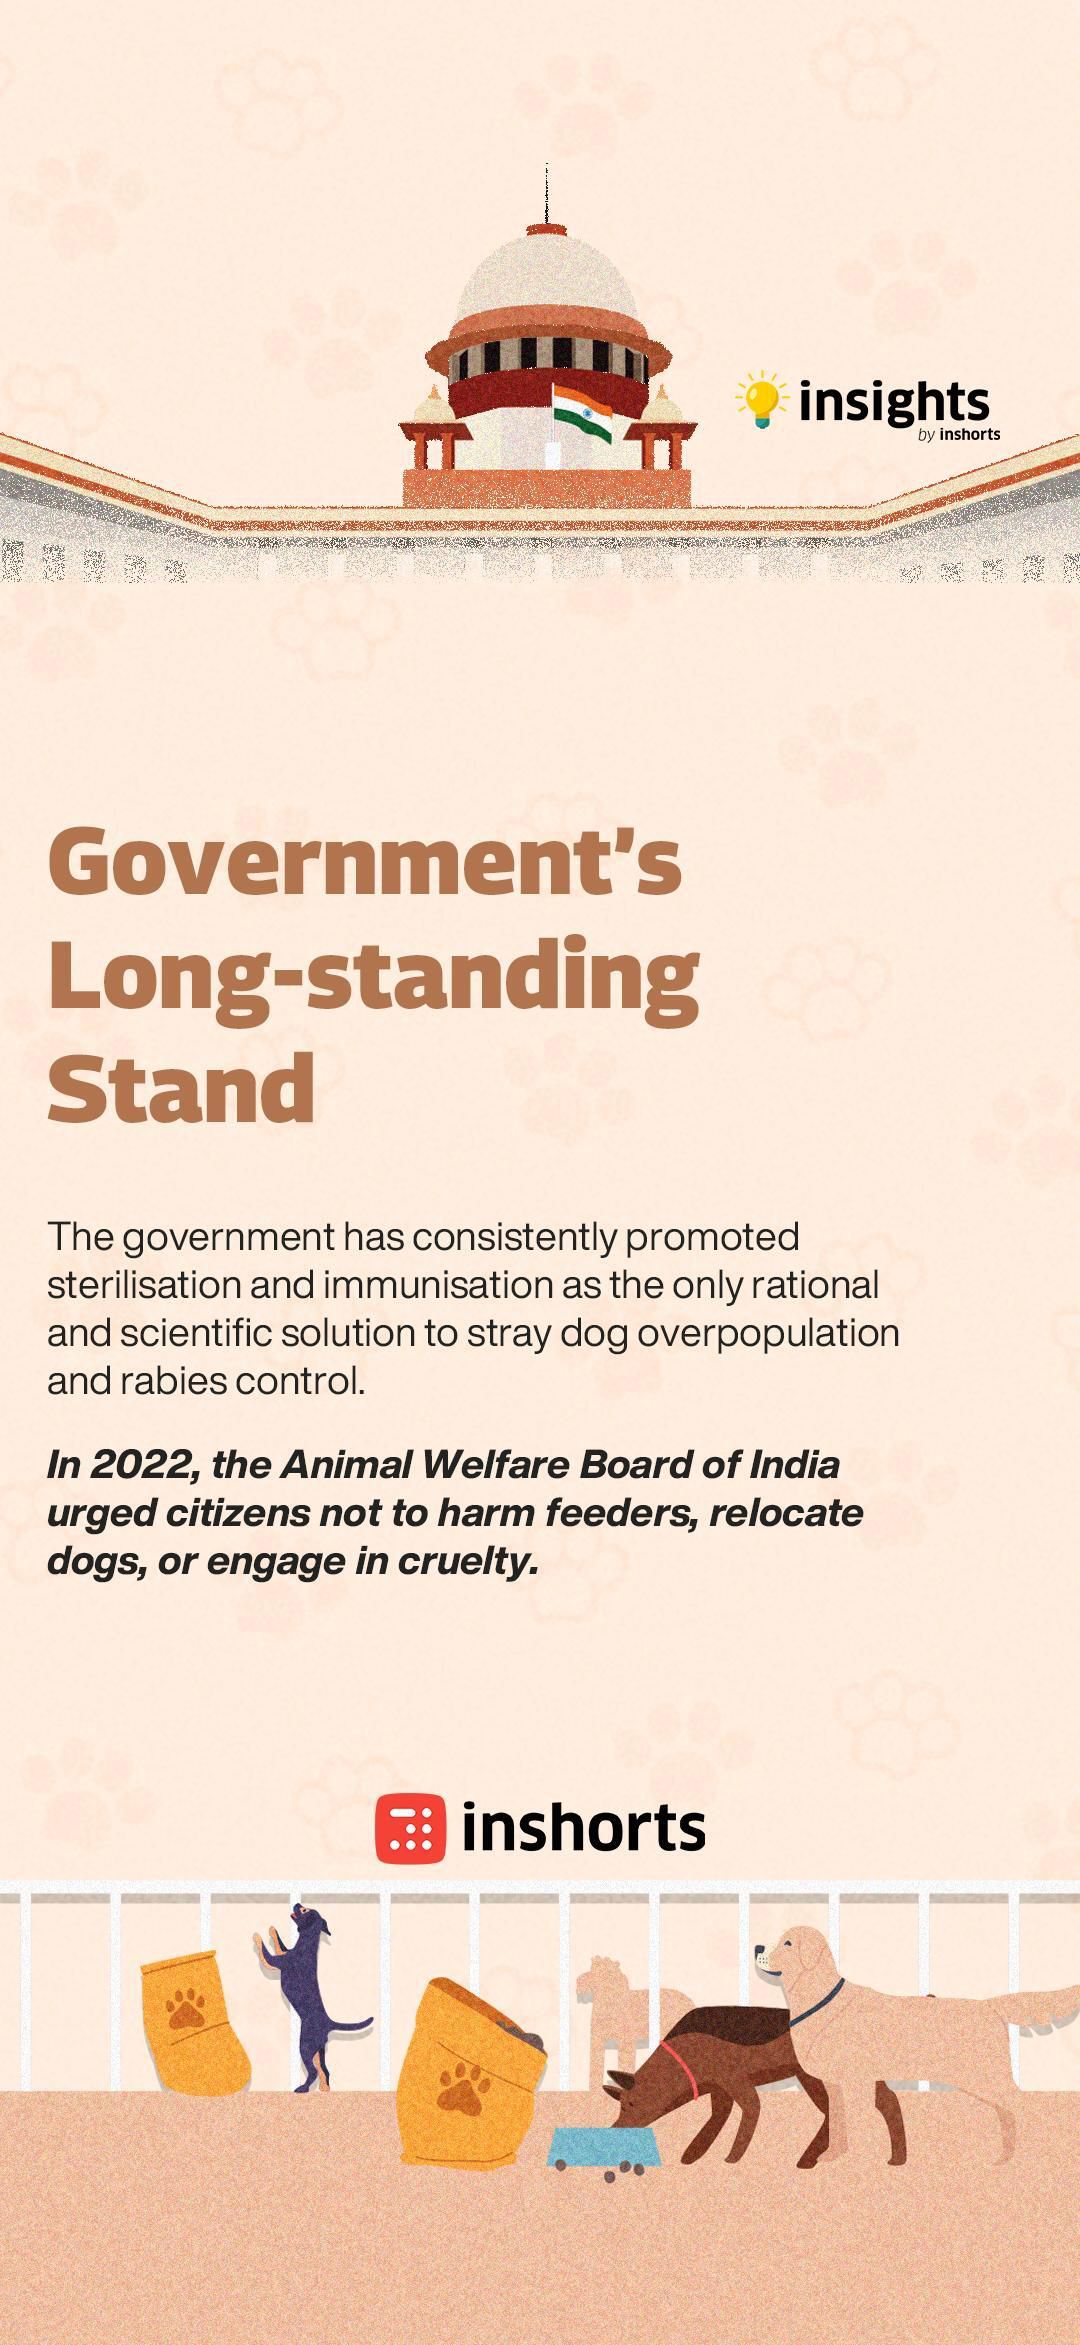 insights
by inshorts
Government’s
Long-standing
Stand
The government has consistently promoted
sterilisation and immunisation as the only rational
and scientific solution to stray dog overpopulation
and rabies control.
In 2022, the Animal Welfare Board of India
urged citizens not to harm feeders, relocate
dogs, or engage in cruelty.
inshorts